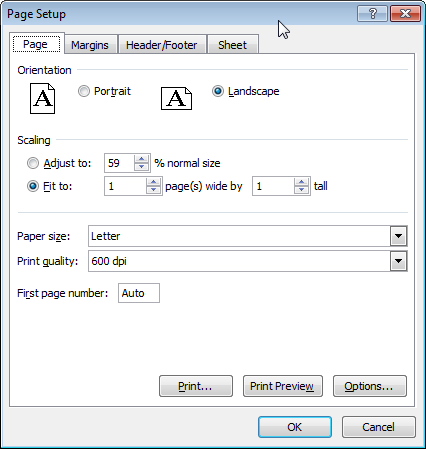 Page Setup
Page Margins Header/Footer Sheet
Orientation
A Portrait A Landscape
Scaling
Adjust to: 59 % normal size
Fit to: 1 page(s) wide by 1 tall
Paper size: Letter
Print quality: 600 dpi
First page number: Auto
Print... Print Preview Options...
OK Cancel